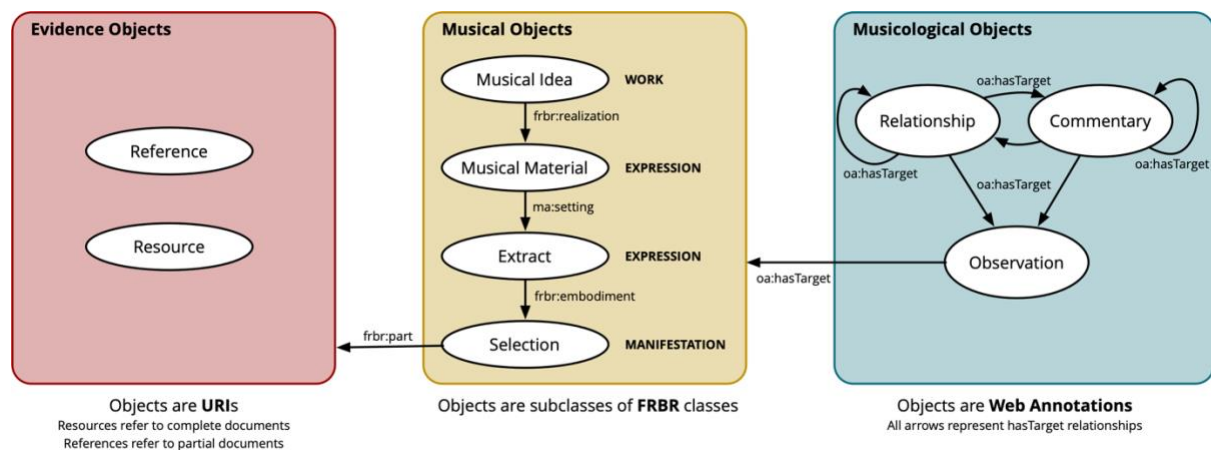 Evidence Objects
Reference
Resource
frbr:part
Objects are URIs
Resources refer to complete documents
References refer to partial documents
Musical Objects
Musical Idea
WORK
frbr:realization
Musical Material
EXPRESSION
ma:setting
Extract
EXPRESSION
frbr:embodiment
Selection
MANIFESTATION
Objects are subclasses of FRBR classes
Musicological Objects
oa:hasTarget
Relationship
Commentary
oa:hasTarget
oa:hasTarget
oa:hasTarget
Observation
oa:hasTarget
Objects are Web Annotations
All arrows represent hasTarget relationships